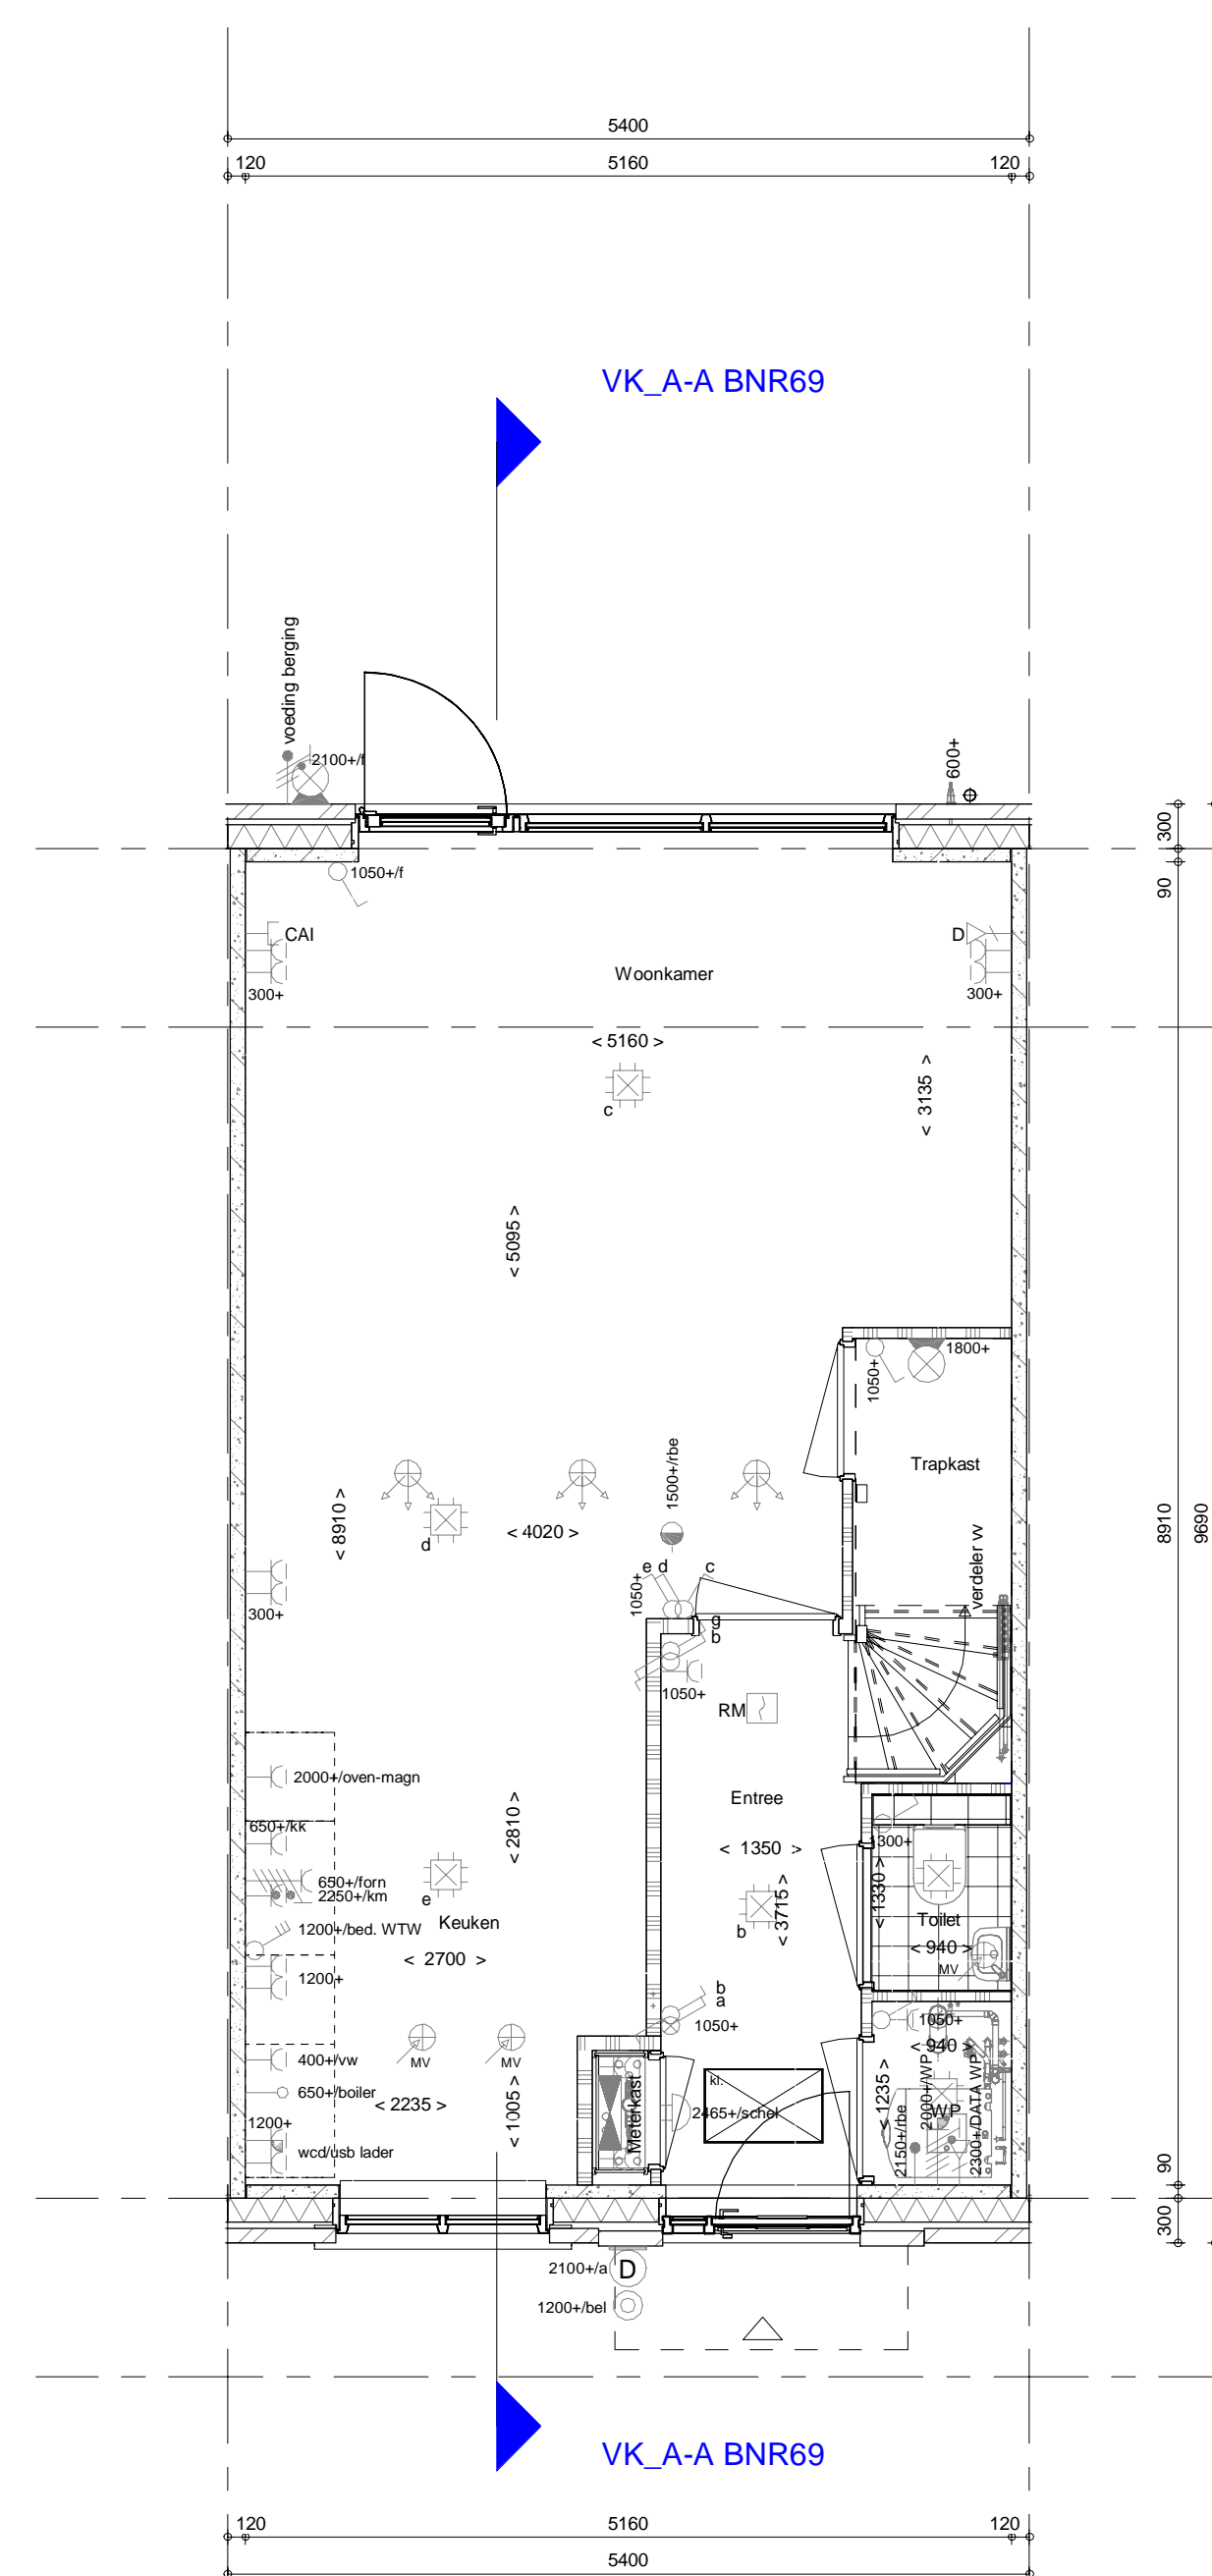 5400
120 5160 120
VK_A-A BNR69
voeding berging
2100+/f
600+
300
1050+/f
90
CAI
D
Woonkamer
300+
300+
< 5160 >
< 3135 >
c
< 5095 >
1050+
1800+
Trapkast
1500+/rbe
< 8910 >
d
< 4020 >
8910
9690
verdeler vv
e d
c
1050+
300+
g
b
1050+
RM
2000+/oven-magn
Entree
650+/kk
< 2810 >
< 1350 >
1300+
650+/forn
2250+/km
e
< 3715 >
< 1330 >
b
Toilet
1200+/bed. WTW
Keuken
< 2700 >
< 940 >
MV
1200+
b
a
1050+
1050+
400+/vw
MV
MV
< 940 >
kl.
650+/boiler
< 2235 >
< 1005 >
Meterkast
2465+/schel
< 1235 >
2000+/WP
WP
1200+
wcd/usb lader
2150+/rbe
2300+/DATA WP
90
300
2100+/a
D
1200+/bel
VK_A-A BNR69
120 5160 120
5400